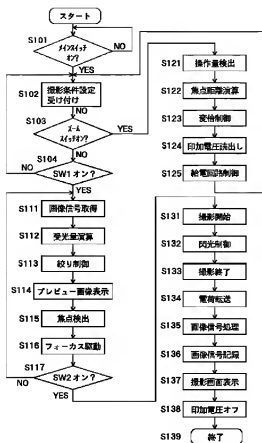 スタート
S101
メインスイッチ
オン?
NO
YES
S102
撮影条件設定
受け付け
NO
S103
ズーム
スイッチオン?
YES
NO
S104
SW1 オン?
NO
YES
S111
画像信号取得
S112
受光量演算
S113
絞り制御
S114
プレビュー画像表示
S115
焦点検出
S116
フォーカス駆動
S117
SW2 オン?
NO
YES
S121
操作量検出
S122
焦点距離演算
S123
変倍制御
S124
印加電圧読出し
S125
給電回路制御
S131
撮影開始
S132
閃光制御
S133
撮影終了
S134
電荷転送
S135
画像信号処理
S136
画像信号記録
S137
撮影画面表示
S138
印加電圧オフ
S139
終了